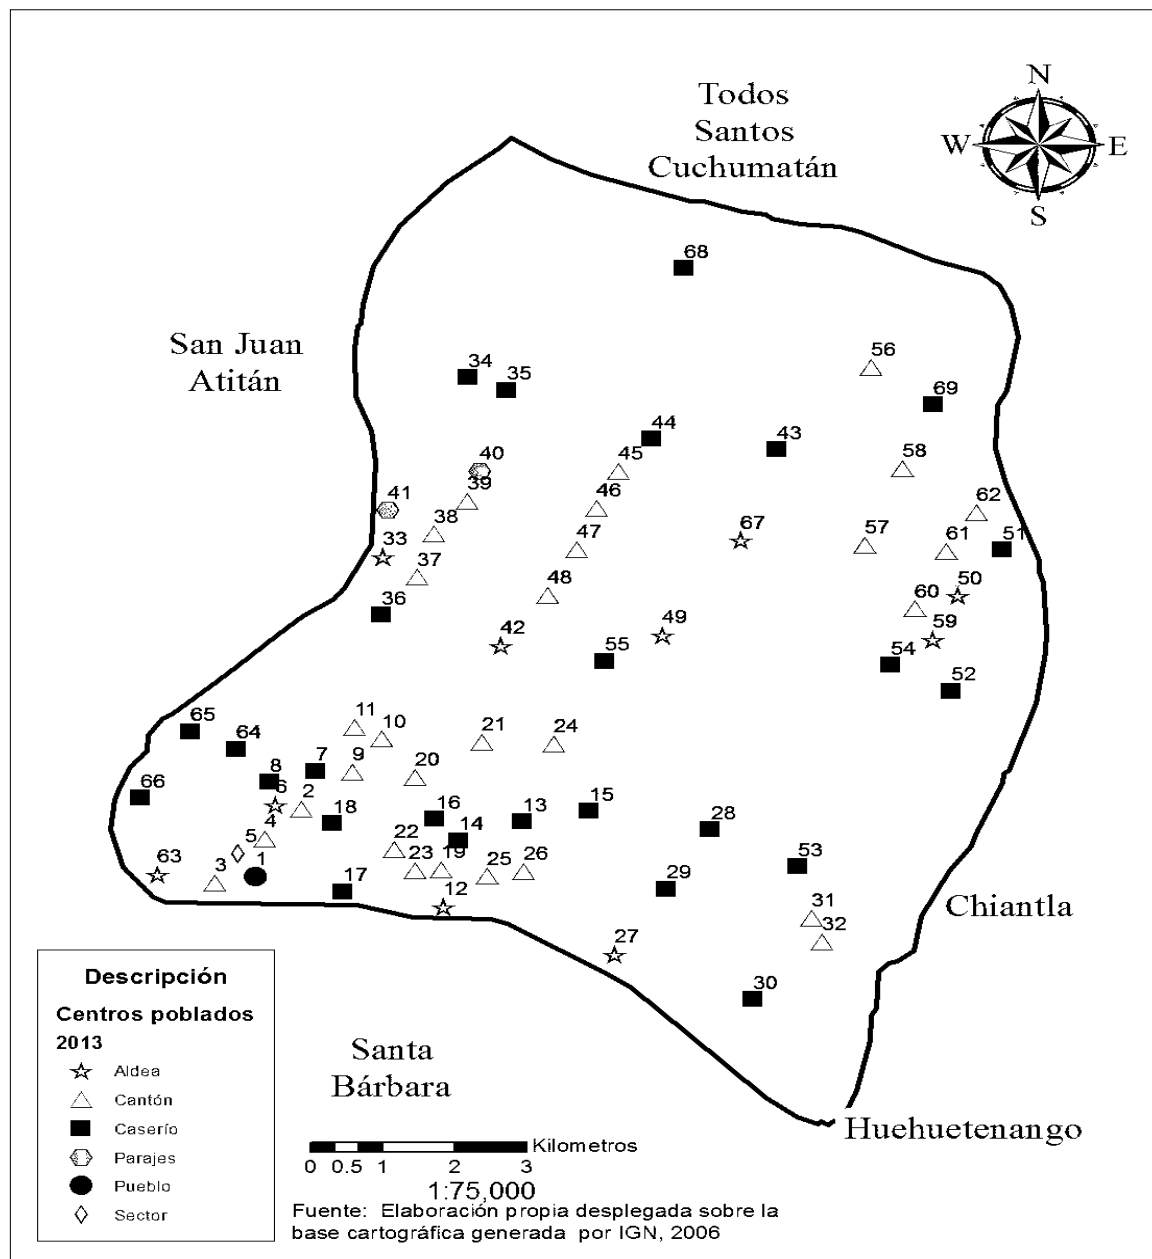 N
Todos
Santos
Cuchumatán
W
E
S
68
San Juan
Atitán
56
34
35
69
44
43
45
40
58
39
41
46
62
38
67
47
57
61
51
33
37
48
50
36
60
49
42
59
55
54
52
65
11
64
10
21
24
7
9
8
20
66
6
2
15
18
16
13
28
4
14
5
22
53
63
3
1
23
19
25
26
17
12
29
31
Chiantla
32
27
30
Descripción
Centros poblados
2013
Aldea
Cantón
Caserío
Parajes
Pueblo
Sector
Santa
Bárbara
Huehuetenango
Kilometros
0 0.5 1 2 3
1:75,000
Fuente: Elaboración propia desplegada sobre la
base cartográfica generada por IGN, 2006